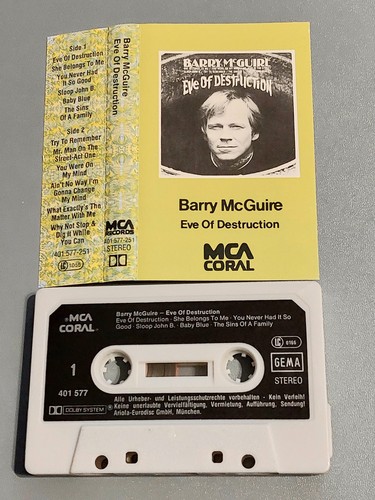 Side 1
Eve Of Destruction
She Belongs To Me
You Never Had
It So Good
Sloop John B.
Baby Blue
The Sins
Of A Family
Side 2
Try To Remember
Mr. Man On The
Street-Act One
You Were On
My Mind
Ain't No Way I'm
Gonna Change
My Mind
What Exactly's The
Matter With Me
Why Not Stop &
Dig It While
You Can
401 577-251
Barry McGuire
Eve Of Destruction
MCA
RECORDS
401 577-251
STEREO
BARRY McGUIRE
EVE OF DESTRUCTION
Barry McGuire
Eve Of Destruction
MCA
CORAL
MCA
CORAL
Barry McGuire – Eve Of Destruction
Eve Of Destruction · She Belongs To Me · You Never Had It So
Good · Sloop John B. · Baby Blue · The Sins Of A Family
1
401 577
GEMA
STEREO
DOLBY SYSTEM
Alle Urheber- und Leistungsschutzrechte vorbehalten · Kein Verleih!
Keine unerlaubte Vervielfältigung, Vermietung, Aufführung, Sendung!
Ariola-Eurodisc GmbH, München.